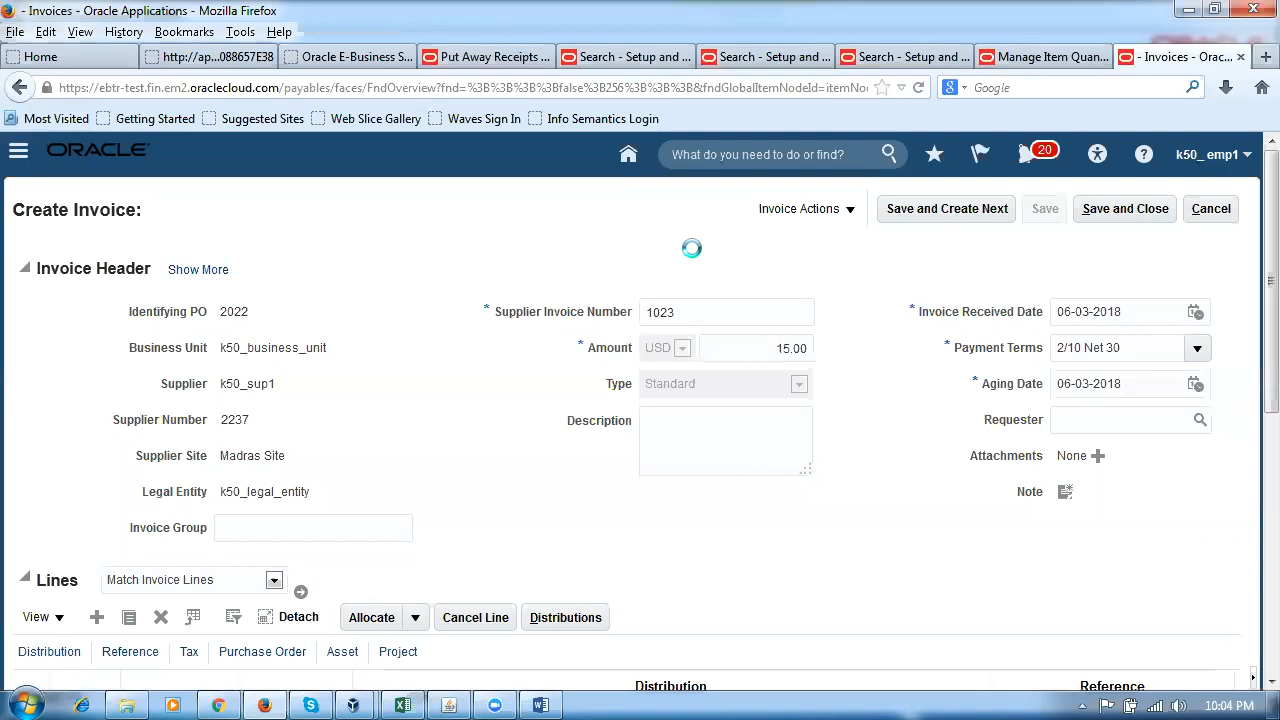 - Invoices - Oracle Applications - Mozilla Firefox
File Edit View History Bookmarks Tools Help
Home http://ap...088657E38 Oracle E-Business S... Put Away Receipts ... Search - Setup and ... Search - Setup and ... Search - Setup and ... Manage Item Quan... - Invoices - Orac...
https://ebtr-test.fin.em2.oraclecloud.com/payables/faces/FndOverview?fnd=%3B%3B%3B%3Bfalse%3B256%3B%3B%3B&fndGlobalItemNodeId=itemNode Google
Most Visited Getting Started Suggested Sites Web Slice Gallery Waves Sign In Info Semantics Login
ORACLE What do you need to do or find? 20 ? k50_emp1
Create Invoice: Invoice Actions Save and Create Next Save Save and Close Cancel
Invoice Header Show More
Identifying PO 2022 * Supplier Invoice Number 1023 * Invoice Received Date 06-03-2018
Business Unit k50_business_unit * Amount USD 15.00 * Payment Terms 2/10 Net 30
Supplier k50_sup1 Type Standard * Aging Date 06-03-2018
Supplier Number 2237 Description Requester
Supplier Site Madras Site Attachments None
Legal Entity k50_legal_entity Note
Invoice Group
Lines Match Invoice Lines
View Detach Allocate Cancel Line Distributions
Distribution Reference Tax Purchase Order Asset Project
Distribution Reference
10:04 PM